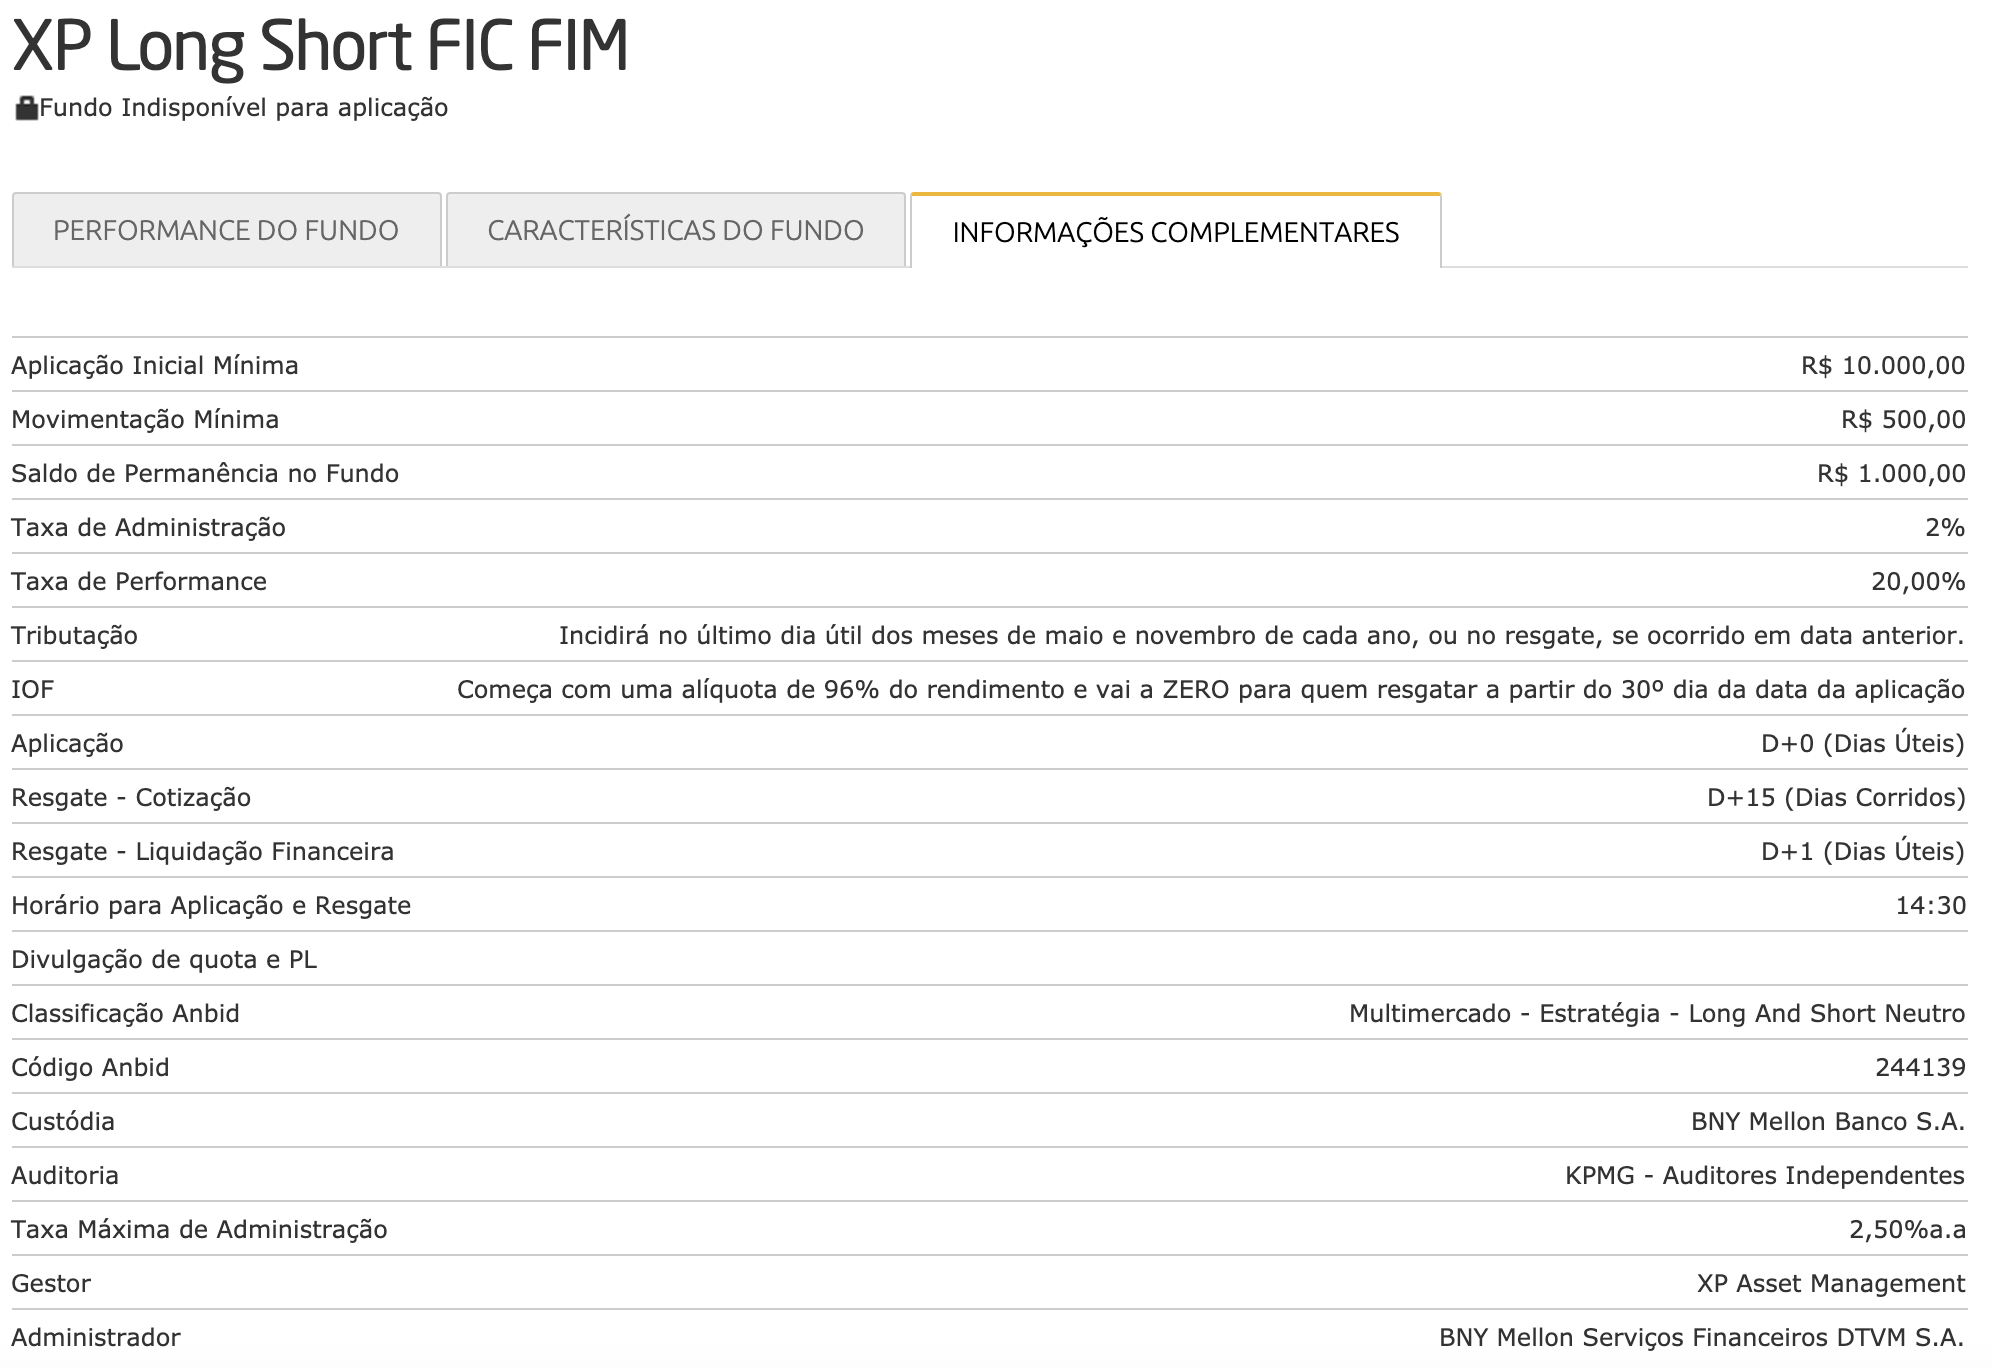 XP Long Short FIC FIM
Fundo Indisponível para aplicação
PERFORMANCE DO FUNDO CARACTERÍSTICAS DO FUNDO INFORMAÇÕES COMPLEMENTARES
Aplicação Inicial Mínima R$ 10.000,00
Movimentação Mínima R$ 500,00
Saldo de Permanência no Fundo R$ 1.000,00
Taxa de Administração 2%
Taxa de Performance 20,00%
Tributação Incidirá no último dia útil dos meses de maio e novembro de cada ano, ou no resgate, se ocorrido em data anterior.
IOF Começa com uma alíquota de 96% do rendimento e vai a ZERO para quem resgatar a partir do 30º dia da data da aplicação
Aplicação D+0 (Dias Úteis)
Resgate - Cotização D+15 (Dias Corridos)
Resgate - Liquidação Financeira D+1 (Dias Úteis)
Horário para Aplicação e Resgate 14:30
Divulgação de quota e PL
Classificação Anbid Multimercado - Estratégia - Long And Short Neutro
Código Anbid 244139
Custódia BNY Mellon Banco S.A.
Auditoria KPMG - Auditores Independentes
Taxa Máxima de Administração 2,50%a.a
Gestor XP Asset Management
Administrador BNY Mellon Serviços Financeiros DTVM S.A.